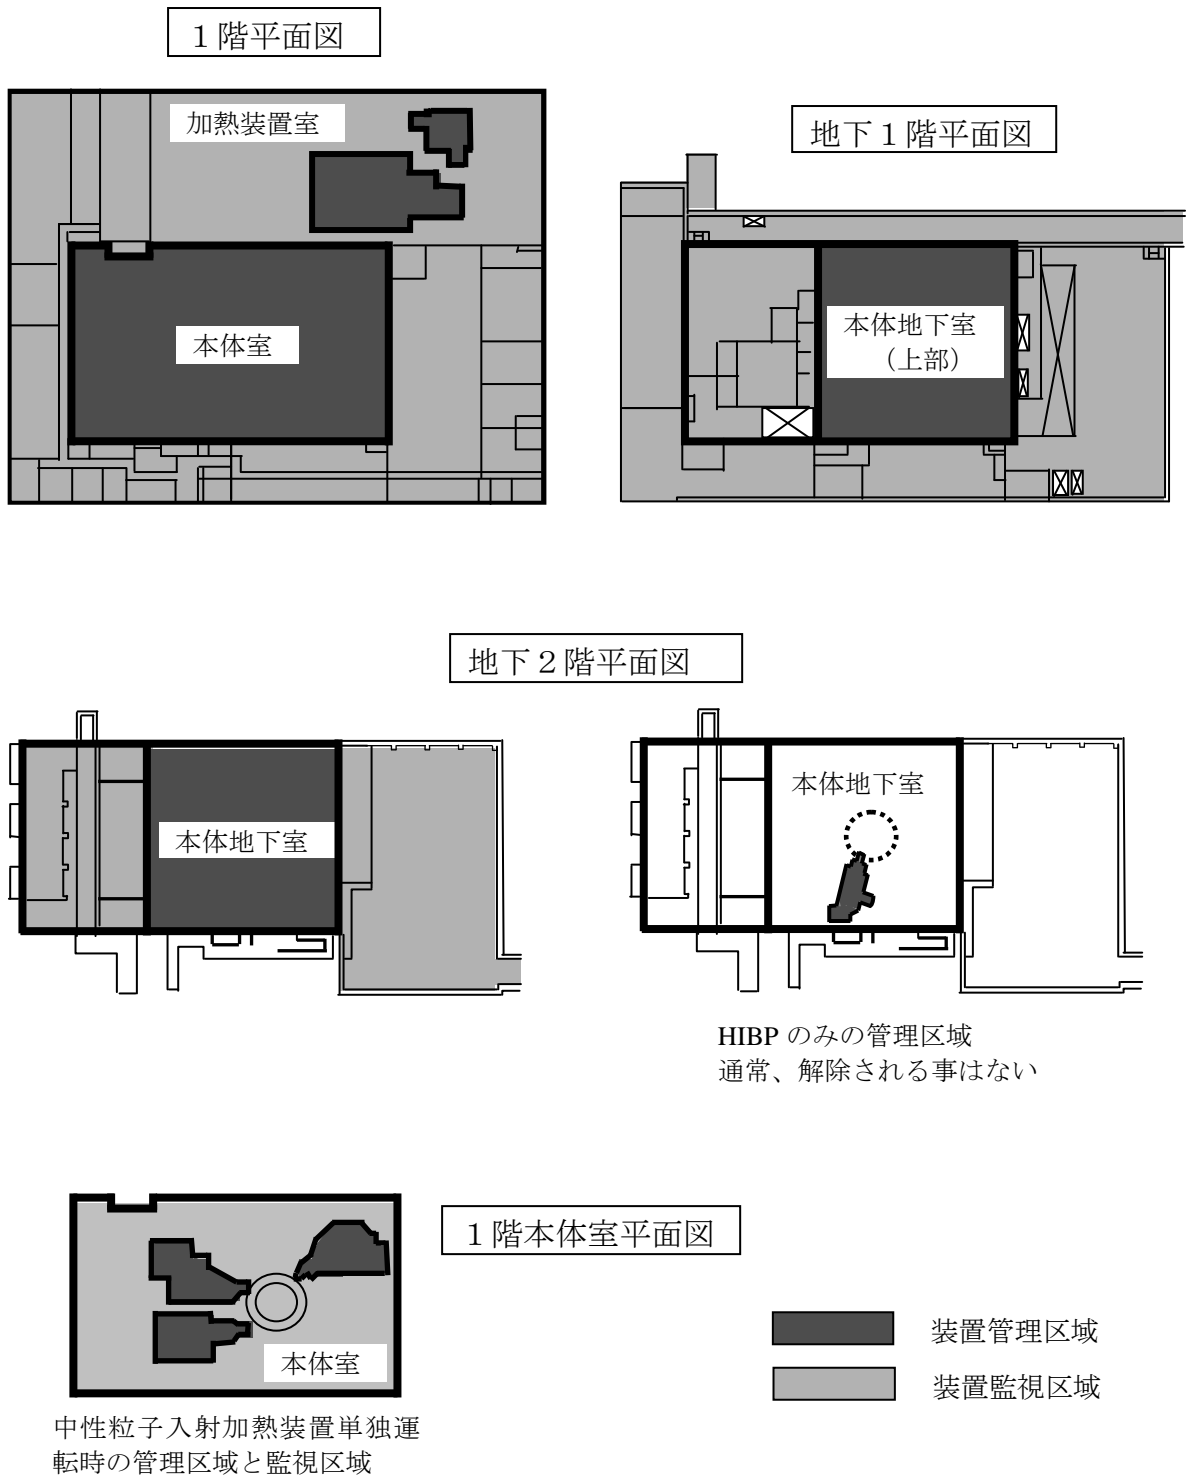 １階平面図
加熱装置室
本体室
地下１階平面図
本体地下室
（上部）
地下２階平面図
本体地下室
本体地下室
HIBP のみの管理区域
通常、解除される事はない
１階本体室平面図
本体室
中性粒子入射加熱装置単独運
転時の管理区域と監視区域
装置管理区域
装置監視区域